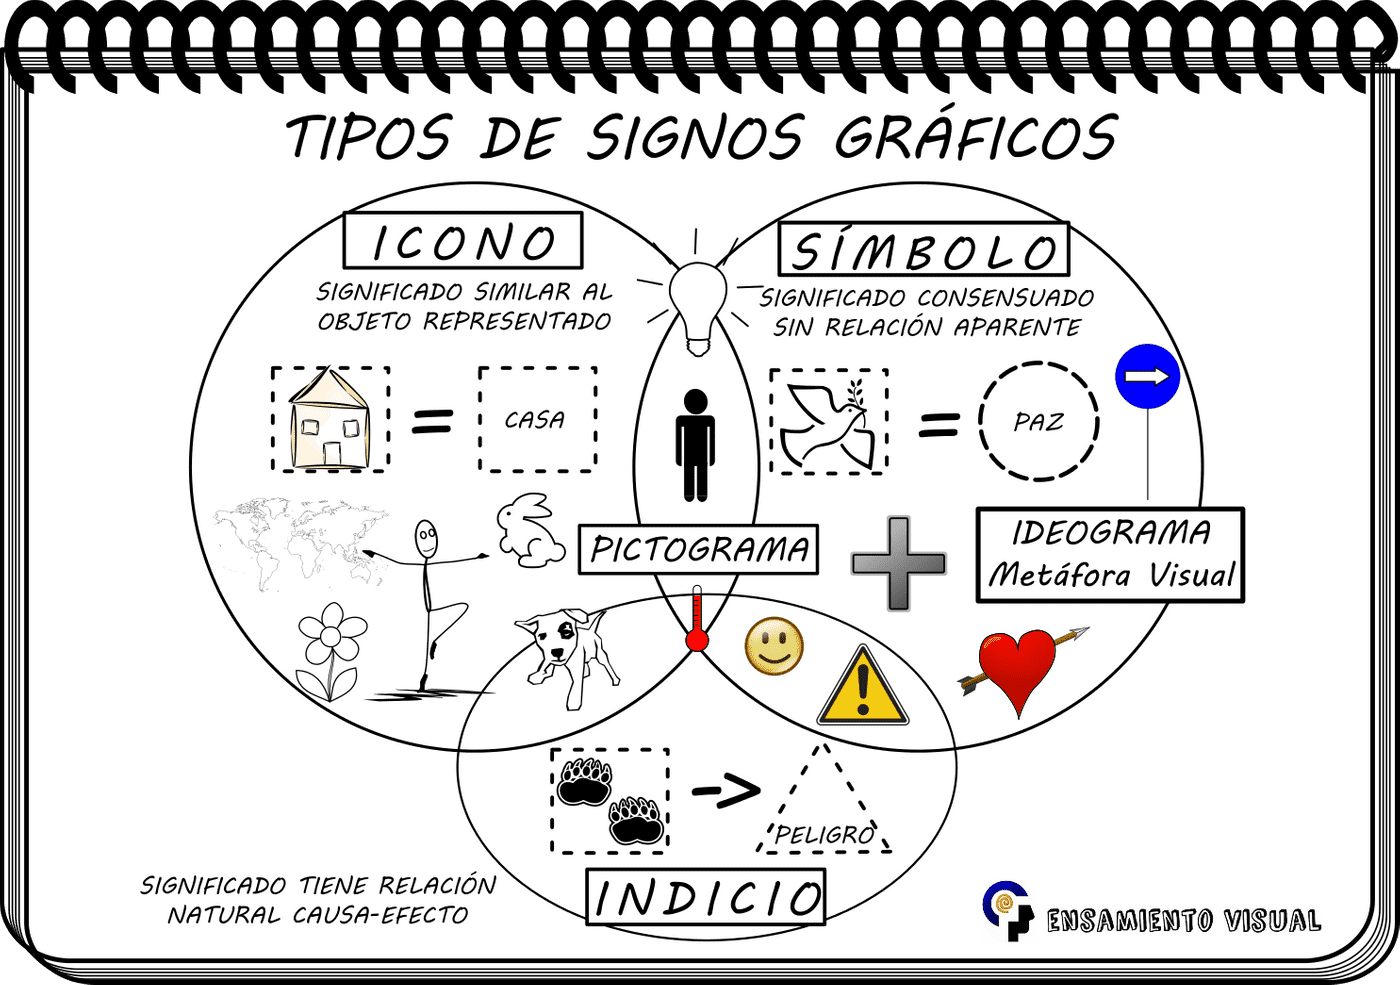 TIPOS DE SIGNOS GRÁFICOS
ICONO
SIGNIFICADO SIMILAR AL
OBJETO REPRESENTADO
CASA
SÍMBOLO
SIGNIFICADO CONSENSUADO
SIN RELACIÓN APARENTE
PAZ
PICTOGRAMA
IDEOGRAMA
Metáfora Visual
PELIGRO
INDICIO
SIGNIFICADO TIENE RELACIÓN
NATURAL CAUSA-EFECTO
PENSAMIENTO VISUAL